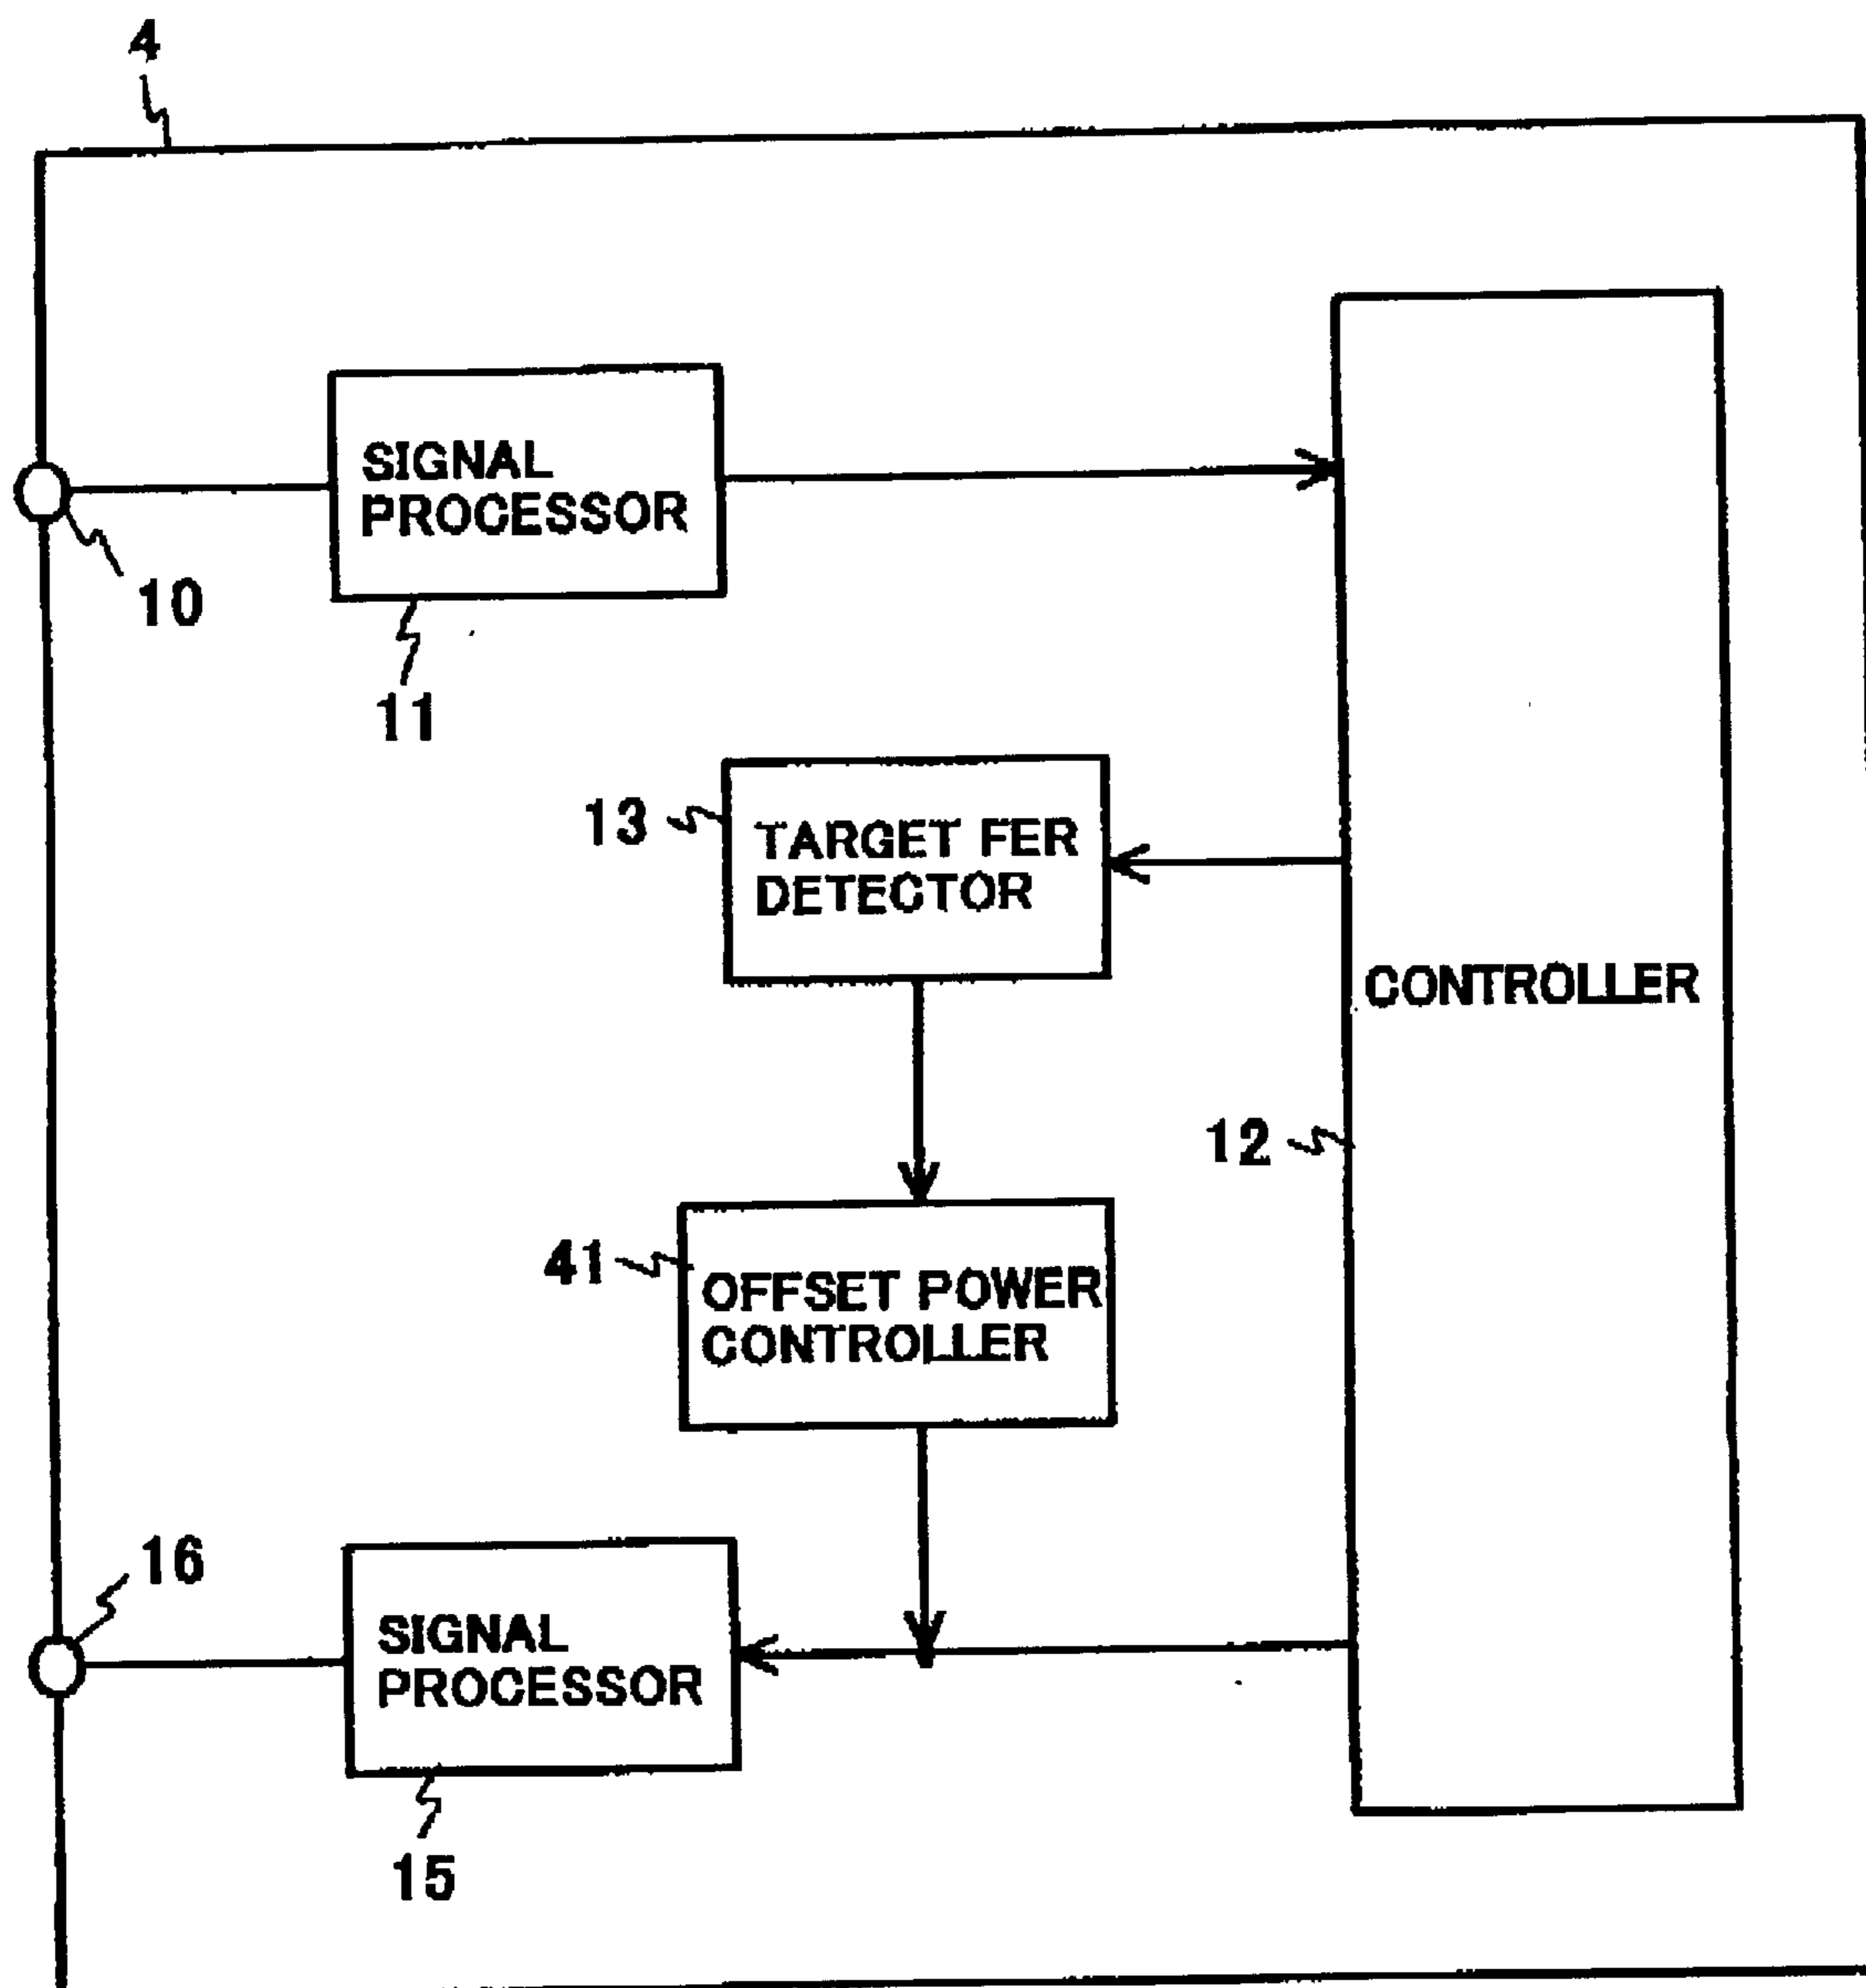 4
SIGNAL
PROCESSOR
10
11
13
TARGET FER
DETECTOR
CONTROLLER
12
41
OFFSET POWER
CONTROLLER
16
SIGNAL
PROCESSOR
15